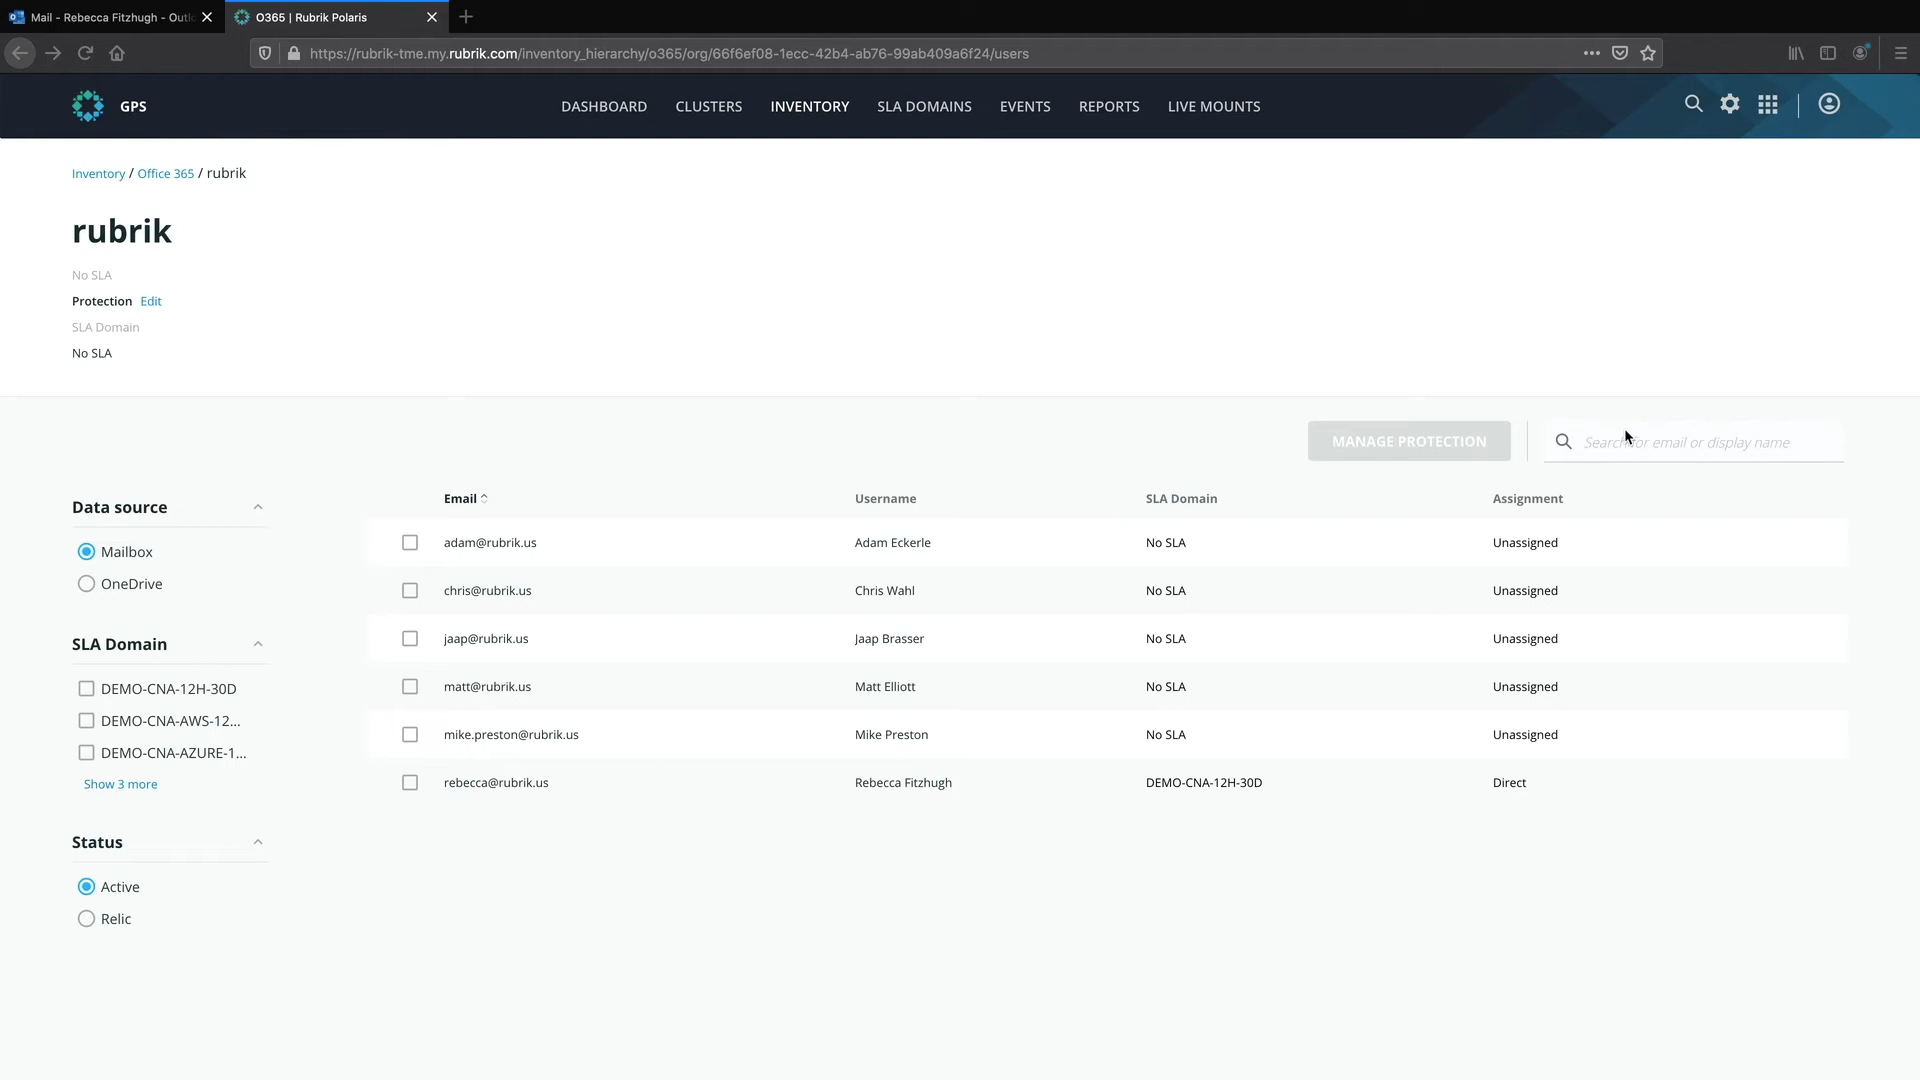 Mail - Rebecca Fitzhugh - Outl
O365 | Rubrik Polaris
https://rubrik-tme.my.rubrik.com/inventory_hierarchy/o365/org/66f6ef08-1ecc-42b4-ab76-99ab409a6f24/users
GPS
DASHBOARD CLUSTERS INVENTORY SLA DOMAINS EVENTS REPORTS LIVE MOUNTS
Inventory / Office 365 / rubrik
rubrik
No SLA
Protection Edit
SLA Domain
No SLA
MANAGE PROTECTION
Search for email or display name
Data source
Mailbox
OneDrive
SLA Domain
DEMO-CNA-12H-30D
DEMO-CNA-AWS-12...
DEMO-CNA-AZURE-1...
Show 3 more
Status
Active
Relic
Email Username SLA Domain Assignment
adam@rubrik.us Adam Eckerle No SLA Unassigned
chris@rubrik.us Chris Wahl No SLA Unassigned
jaap@rubrik.us Jaap Brasser No SLA Unassigned
matt@rubrik.us Matt Elliott No SLA Unassigned
mike.preston@rubrik.us Mike Preston No SLA Unassigned
rebecca@rubrik.us Rebecca Fitzhugh DEMO-CNA-12H-30D Direct